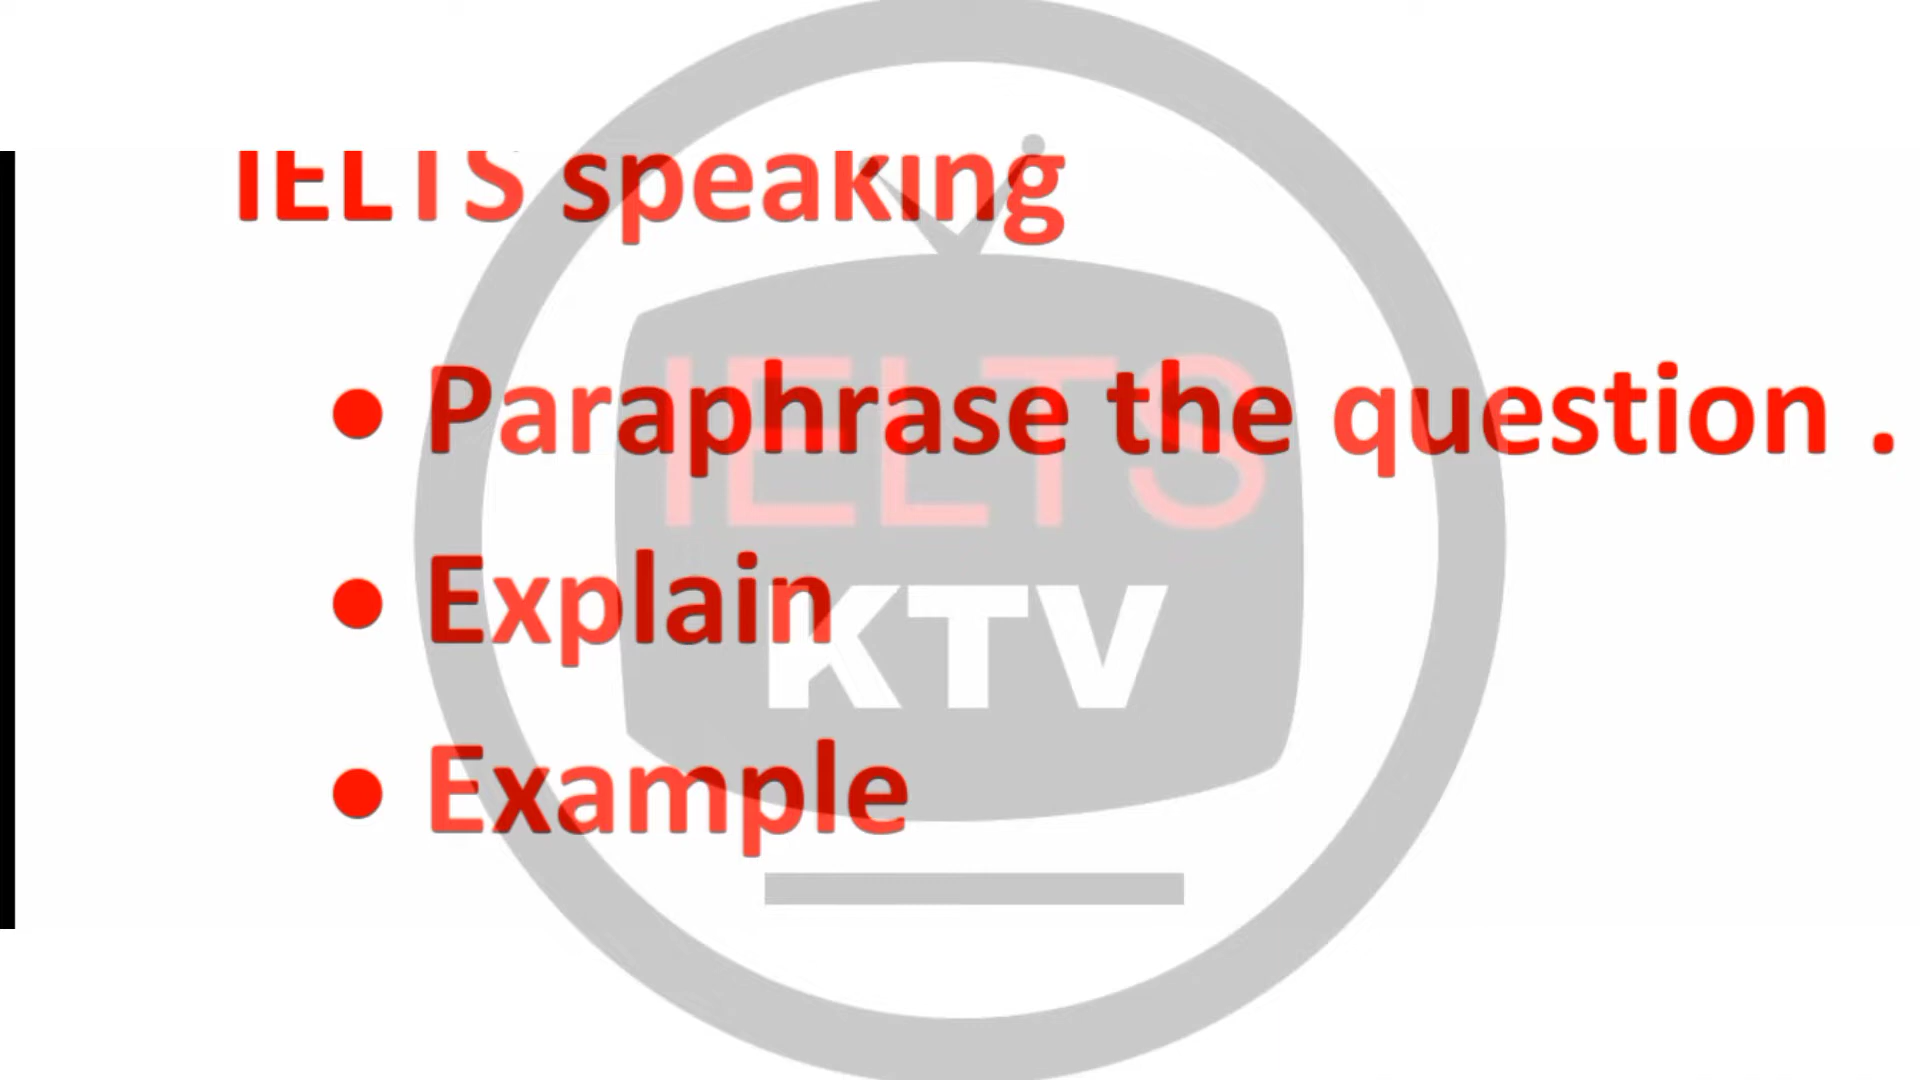 IELTS speaking
• Paraphrase the question .
IELTS
• Explain
KTV
• Example